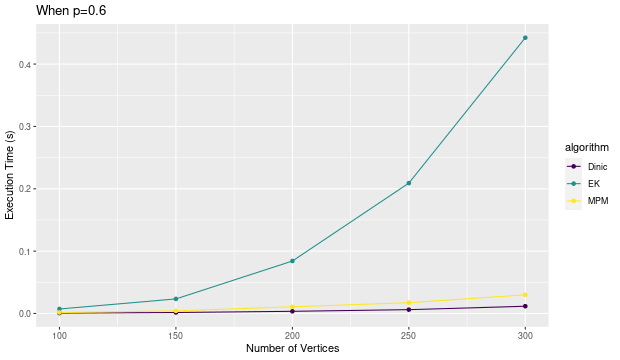 When p=0.6
Execution Time (s)
0.4
0.3
0.2
0.1
0.0
100 150 200 250 300
Number of Vertices
algorithm
Dinic
EK
MPM